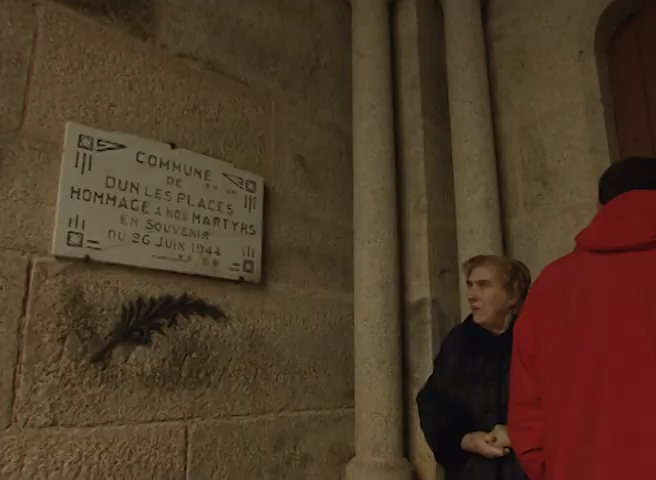 COMMUNE
DE
DUN LES PLACES
HOMMAGE A NOS MARTYRS
EN SOUVENIR
DU 26 JUIN 1944